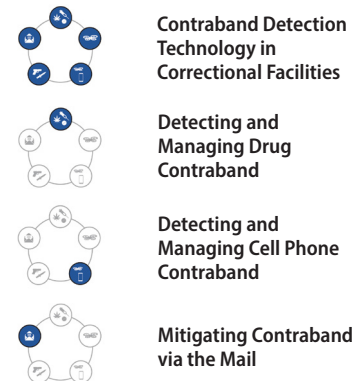 Contraband Detection
Technology in
Correctional Facilities
Detecting and
Managing Drug
Contraband
Detecting and
Managing Cell Phone
Contraband
Mitigating Contraband
via the Mail